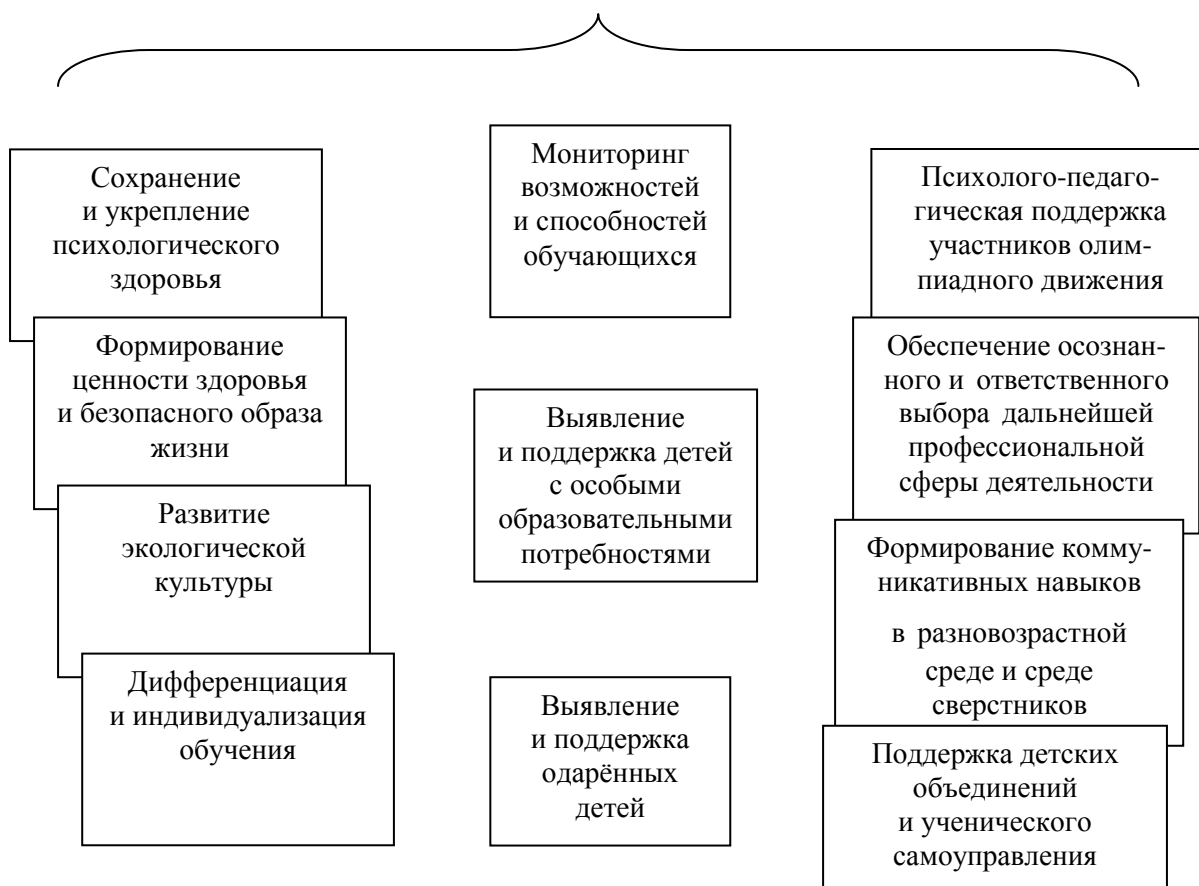 Сохранение
и укрепление
психологического
здоровья
Формирование
ценности здоровья
и безопасного образа
жизни
Развитие
экологической
культуры
Дифференциация
и индивидуализация
обучения
Мониторинг
возможностей
и способностей
обучающихся
Выявление
и поддержка детей
с особыми
образовательными
потребностями
Выявление
и поддержка
одарённых
детей
Психолого-педаго-
гическая поддержка
участников олим-
пиадного движения
Обеспечение осознан-
ного и ответственного
выбора дальнейшей
профессиональной
сферы деятельности
Формирование комму-
никативных навыков
в разновозрастной
среде и среде
сверстников
Поддержка детских
объединений
и ученического
самоуправления